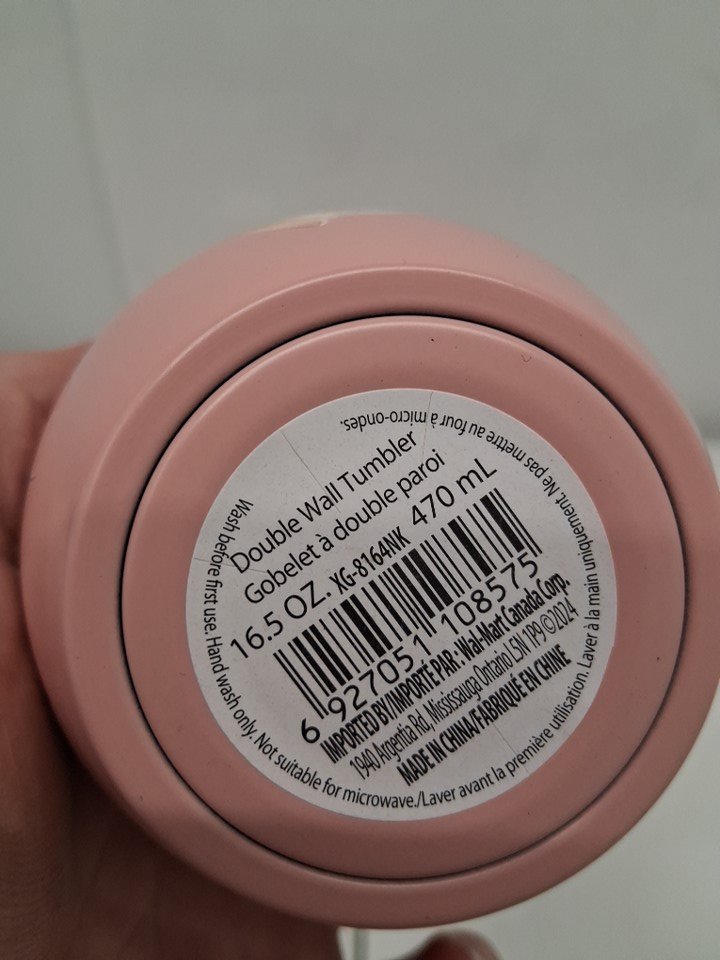 Double Wall Tumbler
Gobelet à double paroi
16.5 OZ. XG-8164NK 470 mL
6 927051 108575
IMPORTED BY/IMPORTÉ PAR : Wal-Mart Canada Corp.
1940 Argentia Rd, Mississauga Ontario L5N 1P9 ©2024
MADE IN CHINA/FABRIQUÉ EN CHINE
Wash before first use. Hand wash only. Not suitable for microwave./Laver avant la première utilisation. Laver à la main uniquement. Ne pas mettre au four à micro-ondes.